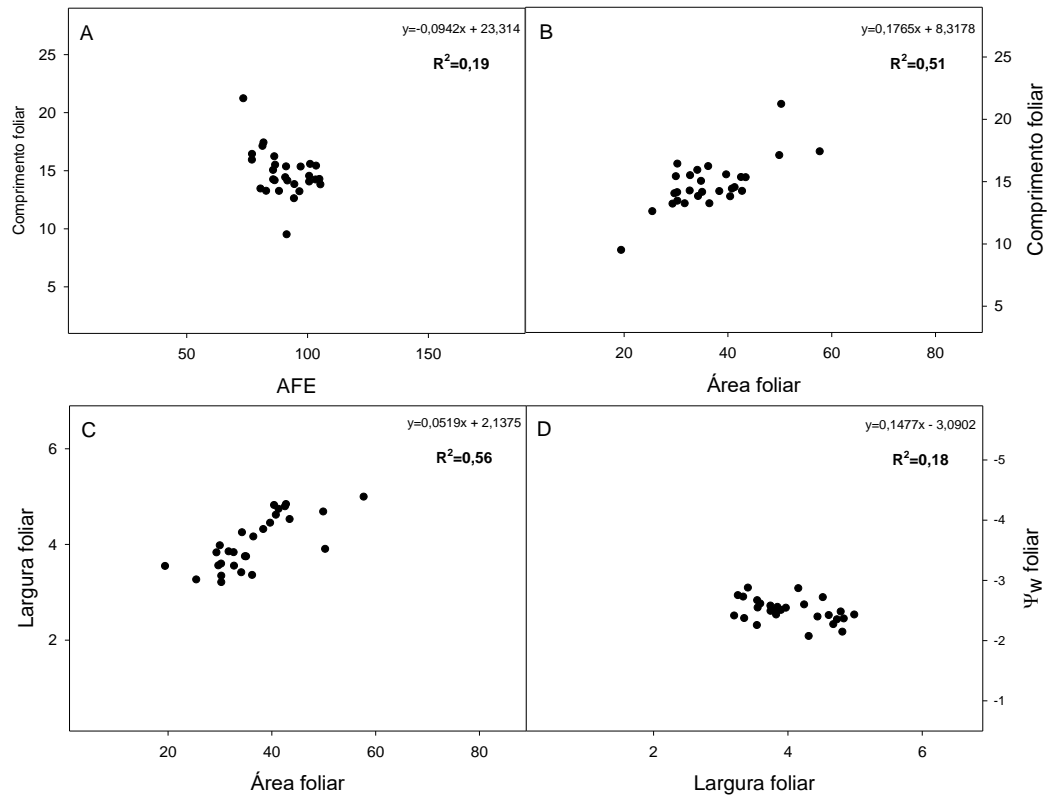 A
y=-0,0942x + 23,314
R²=0,19
25
20
15
10
5
Comprimento foliar
50
100
150
AFE
B
y=0,1765x + 8,3178
R²=0,51
25
20
15
10
5
Comprimento foliar
20
40
60
80
Área foliar
C
y=0,0519x + 2,1375
R²=0,56
6
4
2
Largura foliar
20
40
60
80
Área foliar
D
y=0,1477x - 3,0902
R²=0,18
-5
-4
-3
-2
-1
Ψw foliar
2
4
6
Largura foliar